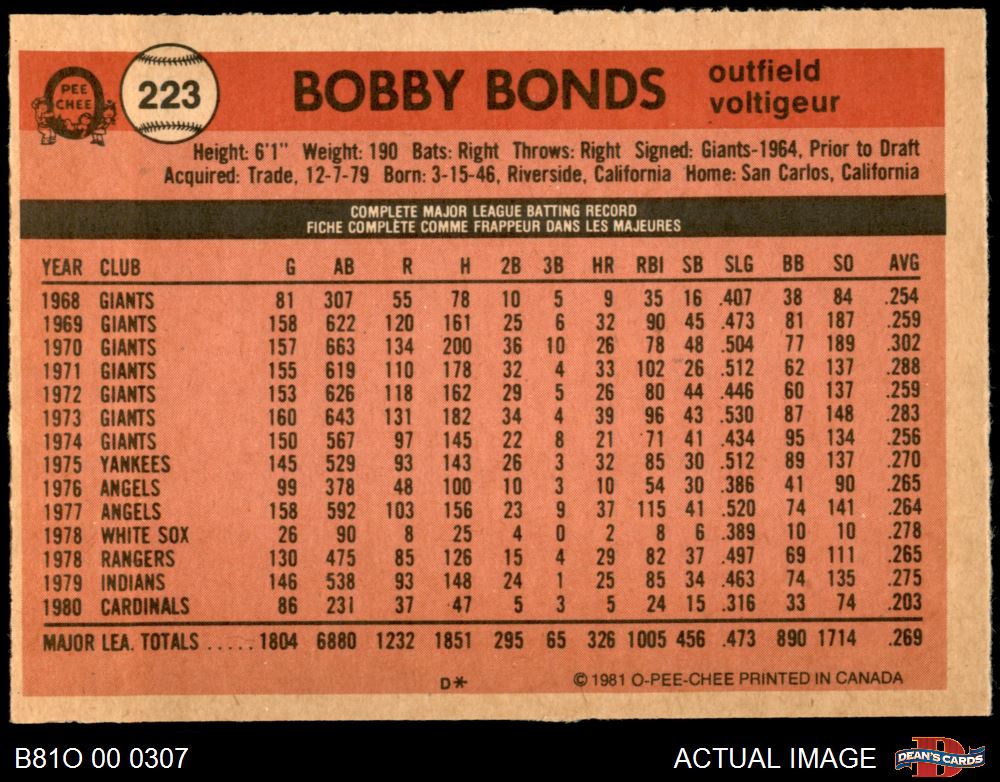 O
PEE
CHEE
223
BOBBY BONDS
outfield
voltigeur
Height: 6'1" Weight: 190 Bats: Right Throws: Right Signed: Giants-1964, Prior to Draft
Acquired: Trade, 12-7-79 Born: 3-15-46, Riverside, California Home: San Carlos, California
COMPLETE MAJOR LEAGUE BATTING RECORD
FICHE COMPLÈTE COMME FRAPPEUR DANS LES MAJEURES
YEAR CLUB G AB R H 2B 3B HR RBI SB SLG BB SO AVG
1968 GIANTS 81 307 55 78 10 5 9 35 16 .407 38 84 .254
1969 GIANTS 158 622 120 161 25 6 32 90 45 .473 81 187 .259
1970 GIANTS 157 663 134 200 36 10 26 78 48 .504 77 189 .302
1971 GIANTS 155 619 110 178 32 4 33 102 26 .512 62 137 .288
1972 GIANTS 153 626 118 162 29 5 26 80 44 .446 60 137 .259
1973 GIANTS 160 643 131 182 34 4 39 96 43 .530 87 148 .283
1974 GIANTS 150 567 97 145 22 8 21 71 41 .434 95 134 .256
1975 YANKEES 145 529 93 143 26 3 32 85 30 .512 89 137 .270
1976 ANGELS 99 378 48 100 10 3 10 54 30 .386 41 90 .265
1977 ANGELS 158 592 103 156 23 9 37 115 41 .520 74 141 .264
1978 WHITE SOX 26 90 8 25 4 0 2 8 6 .389 10 10 .278
1978 RANGERS 130 475 85 126 15 4 29 82 37 .497 69 111 .265
1979 INDIANS 146 538 93 148 24 1 25 85 34 .463 74 135 .275
1980 CARDINALS 86 231 37 47 5 3 5 24 15 .316 33 74 .203
MAJOR LEA. TOTALS ..... 1804 6880 1232 1851 295 65 326 1005 456 .473 890 1714 .269
D* © 1981 O-PEE-CHEE PRINTED IN CANADA
B81O 00 0307 ACTUAL IMAGE
D
DEAN'S CARDS